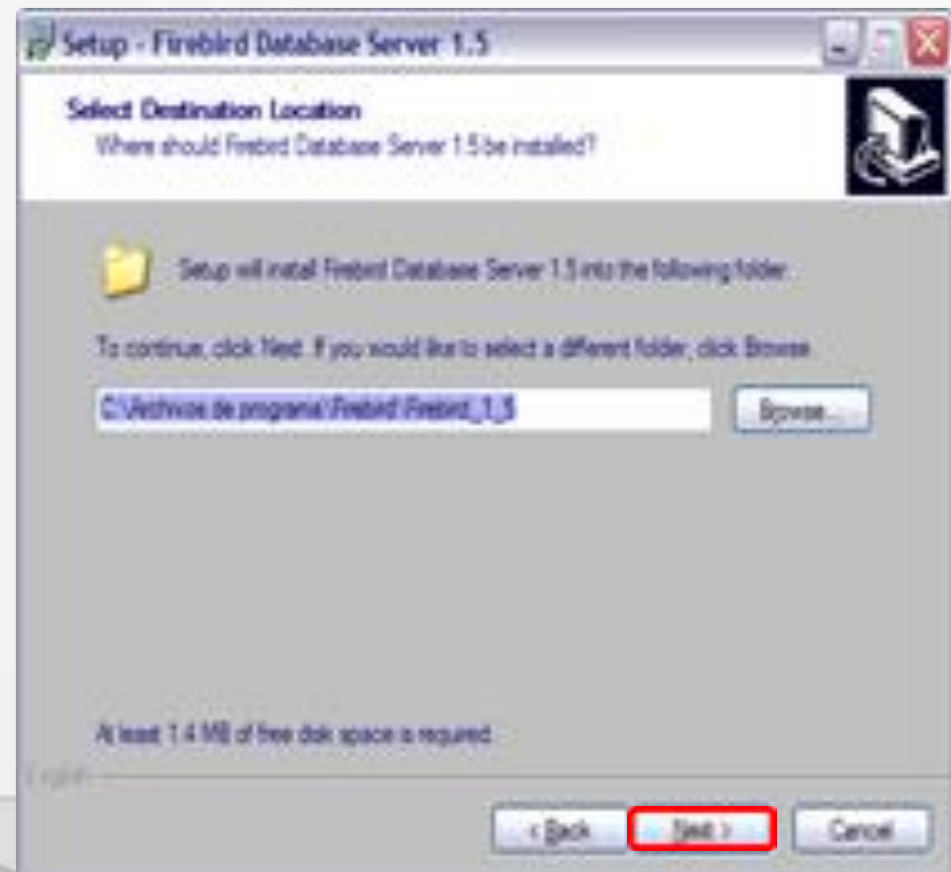 Setup - Firebird Database Server 1.5
Select Destination Location
Where should Firebird Database Server 1.5 be installed?
Setup will install Firebird Database Server 1.5 into the following folder.
To continue, click Next. If you would like to select a different folder, click Browse.
C:\Archivos de programa\Firebird\Firebird_1_5
Browse...
At least 1.4 MB of free disk space is required.
English
< Back
Next >
Cancel